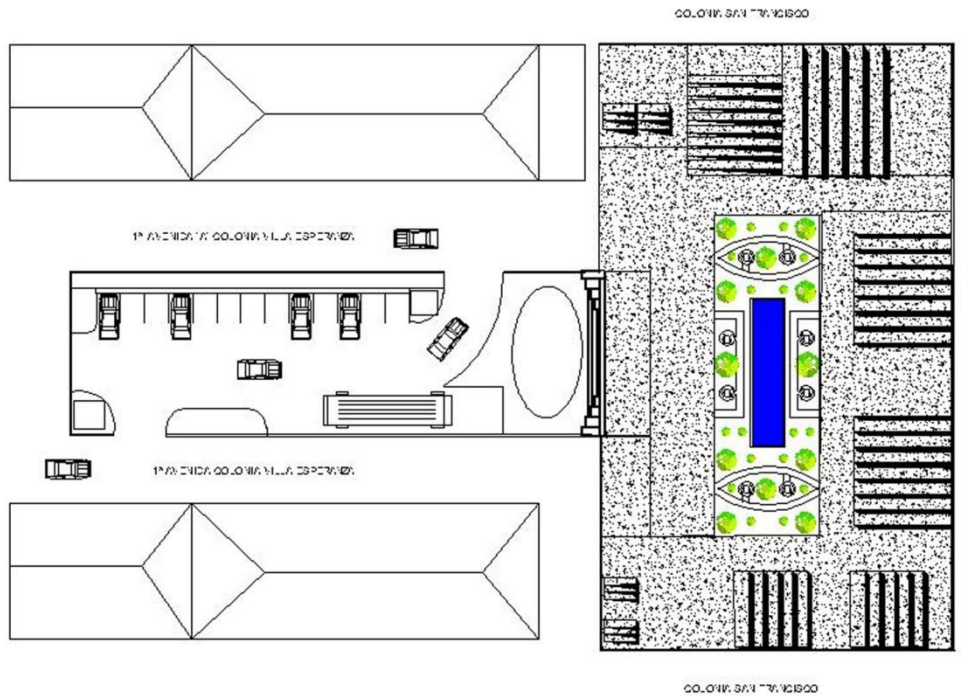 COLONIA SAN FRANCISCO
1ª AVENIDA "A" COLONIA VILLA ESPERANZA
1ª AVENIDA COLONIA VILLA ESPERANZA
COLONIA SAN FRANCISCO